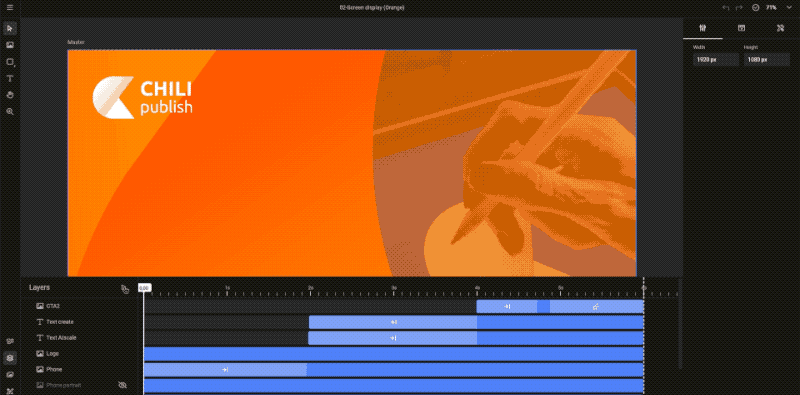 02-Screen display (Orange)
71%
Master
Width
Height
1920 px
1080 px
CHILI
publish
Layers
0.00
1s
2s
3s
4s
5s
6s
CTA2
Text create
Text Atscale
Logo
Phone
Phone portrait